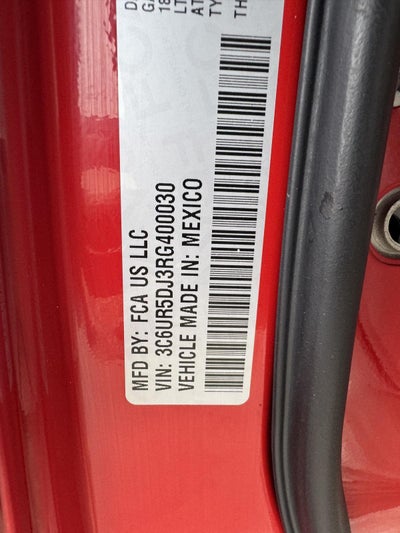 MFD BY: FCA US LLC
VIN: 3C6UR5DJ3RG400030
VEHICLE MADE IN: MEXICO